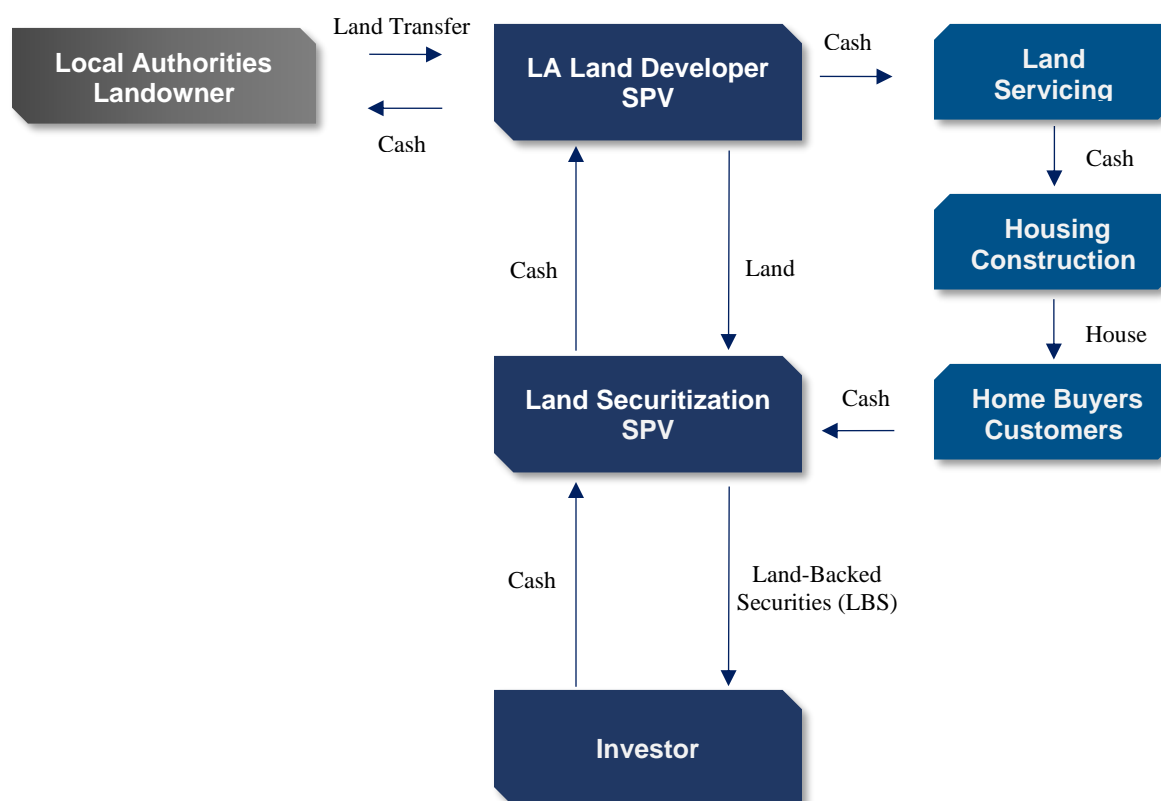 Land Transfer
Local Authorities
Landowner
Cash
LA Land Developer
SPV
Cash
Land
Servicing
Cash
Housing
Construction
House
Home Buyers
Customers
Cash
Cash
Land
Land Securitization
SPV
Cash
Land-Backed
Securities (LBS)
Investor